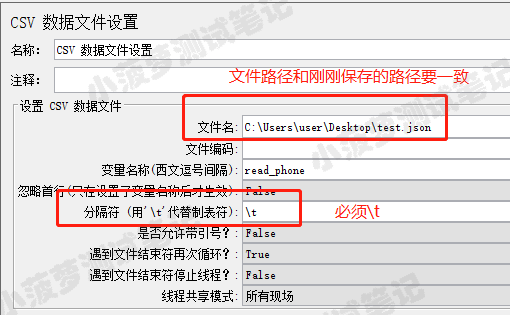 CSV 数据文件设置
名称： CSV 数据文件设置
注释：
文件路径和刚刚保存的路径要一致
设置 CSV 数据文件
文件名： C:\Users\user\Desktop\test.json
文件编码：
变量名称(西文逗号间隔)： read_phone
忽略首行(只在设置了变量名称后才生效)： False
分隔符 (用'\t'代替制表符)： \t
必须\t
是否允许带引号？： False
遇到文件结束符再次循环？： True
遇到文件结束符停止线程？： False
线程共享模式： 所有现场
小菠萝测试笔记